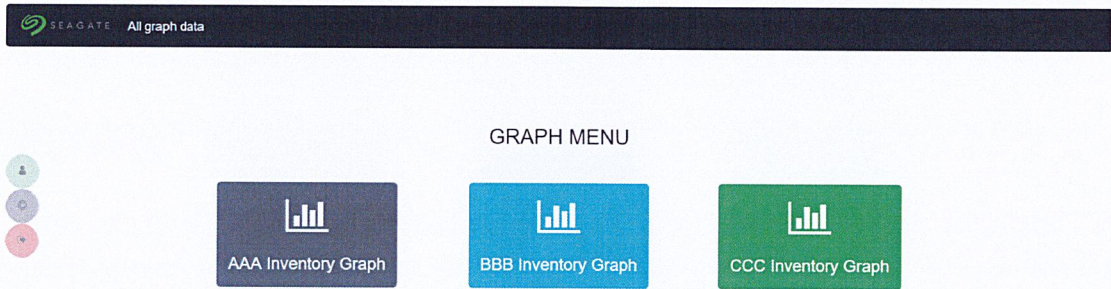 SEAGATE All graph data
GRAPH MENU
AAA Inventory Graph
BBB Inventory Graph
CCC Inventory Graph